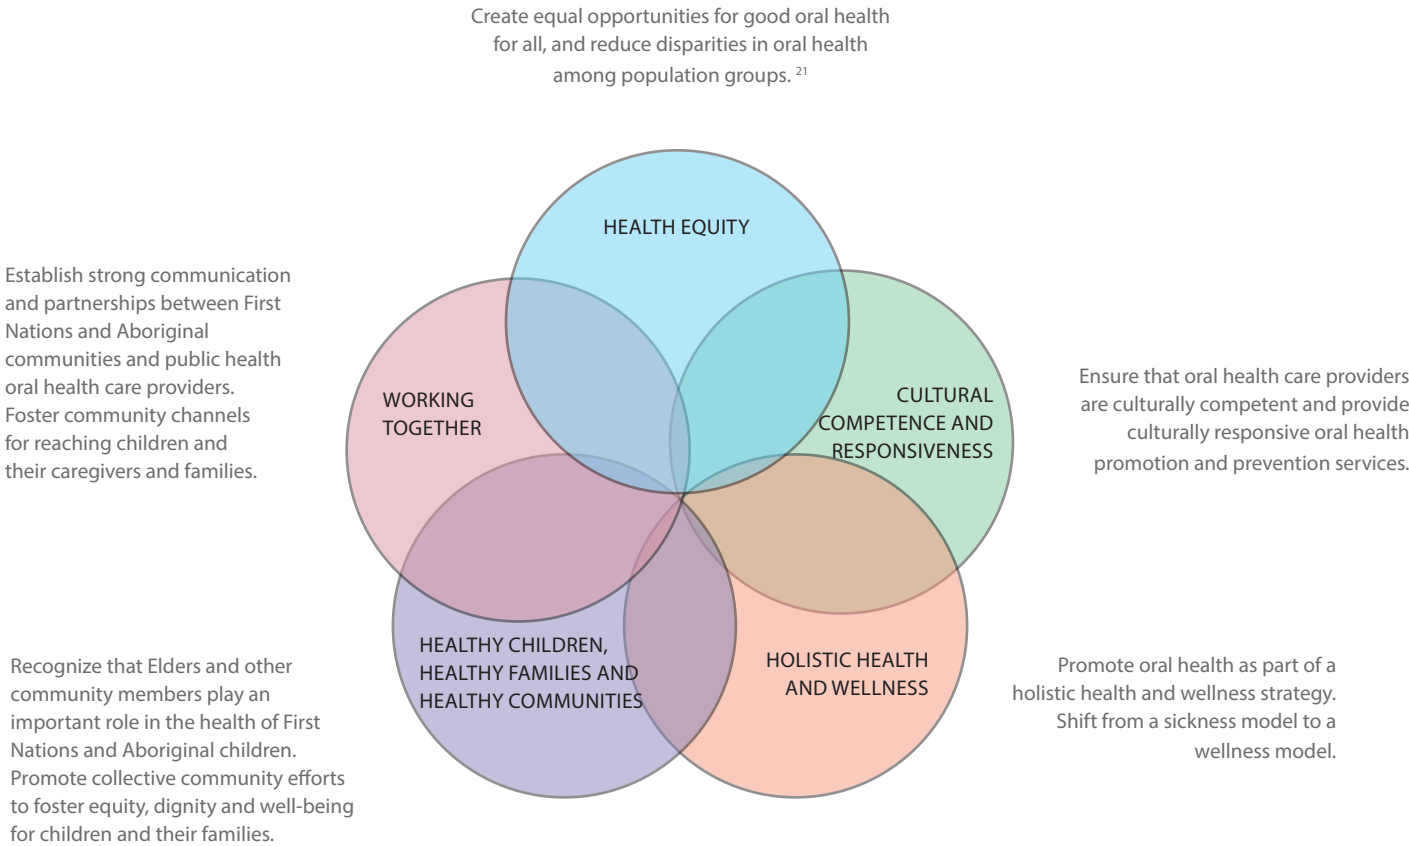 Create equal opportunities for good oral health
for all, and reduce disparities in oral health
among population groups. 21
HEALTH EQUITY
Establish strong communication
and partnerships between First
Nations and Aboriginal
communities and public health
oral health care providers.
Foster community channels
for reaching children and
their caregivers and families.
WORKING
TOGETHER
CULTURAL
COMPETENCE AND
RESPONSIVENESS
Ensure that oral health care providers
are culturally competent and provide
culturally responsive oral health
promotion and prevention services.
Recognize that Elders and other
community members play an
important role in the health of First
Nations and Aboriginal children.
Promote collective community efforts
to foster equity, dignity and well-being
for children and their families.
HEALTHY CHILDREN,
HEALTHY FAMILIES AND
HEALTHY COMMUNITIES
HOLISTIC HEALTH
AND WELLNESS
Promote oral health as part of a
holistic health and wellness strategy.
Shift from a sickness model to a
wellness model.